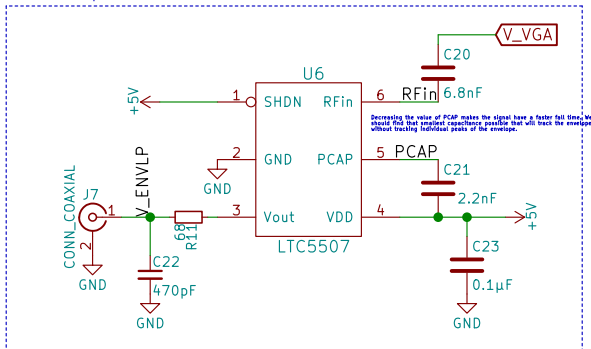 V_VGA
C20
6.8nF
U6
+5V
1
SHDN
RFin
6
RFin
Decreasing the value of PCAP makes the signal have a faster fall time. We
should find that smallest capacitance possible that will track the envelope
without tracking individual peaks of the envelope.
2
GND
PCAP
5
PCAP
GND
C21
2.2nF
V_ENVLP
J7
CONN_COAXIAL
1
2
68
R11
3
Vout
VDD
4
+5V
LTC5507
GND
C22
470pF
GND
C23
0.1µF
GND